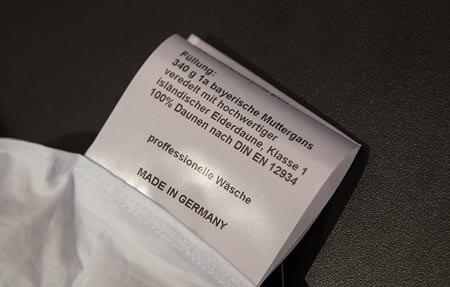 Füllung:
340 g 1a bayerische Muttergans
veredelt mit hochwertiger
isländischer Eiderdaune, Klasse 1
100% Daunen nach DIN EN 12934
proffessionelle Wäsche
MADE IN GERMANY